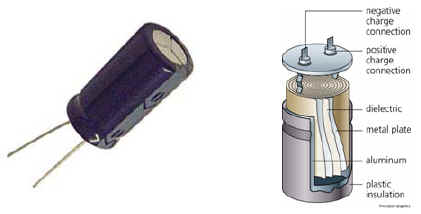 negative
charge
connection
positive
charge
connection
dielectric
metal plate
aluminum
plastic
insulation